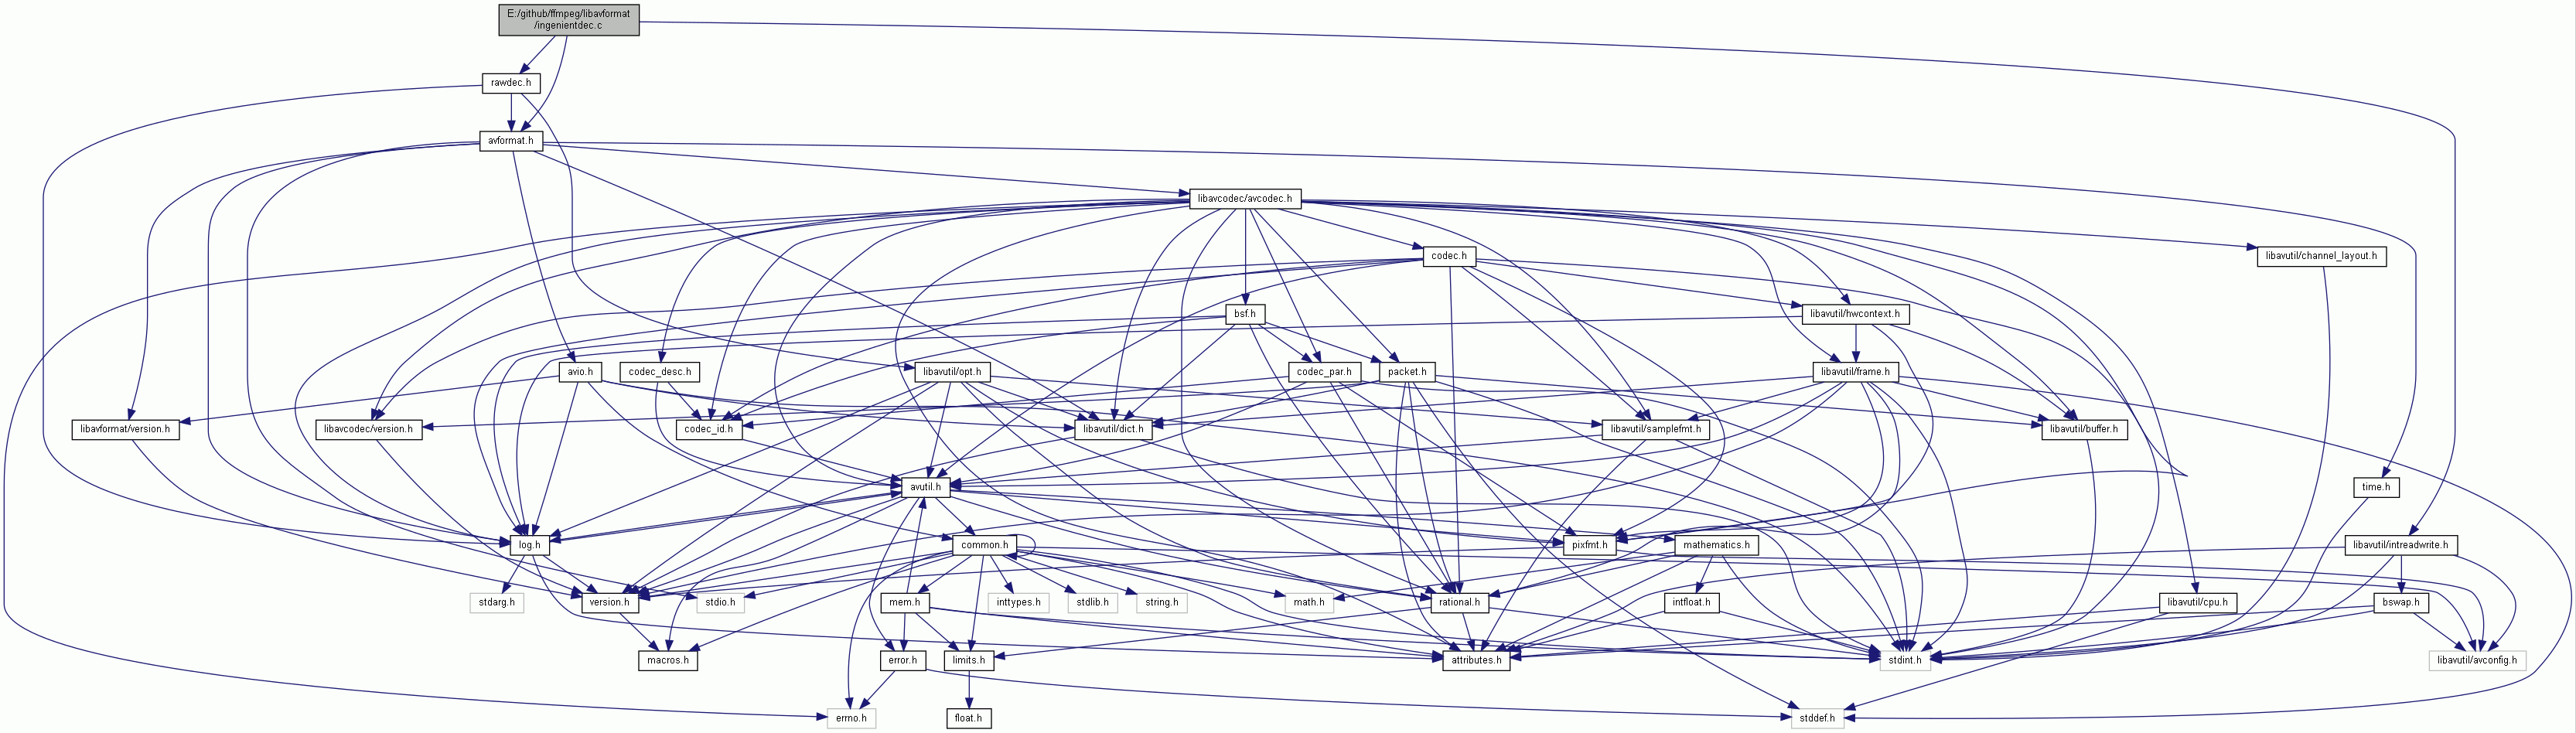 E:/github/ffmpeg/libavformat
/ingenientdec.c
rawdec.h
avformat.h
libavcodec/avcodec.h
codec.h
libavutil/channel_layout.h
bsf.h
libavutil/hwcontext.h
avio.h
codec_desc.h
libavutil/opt.h
codec_par.h
packet.h
libavutil/frame.h
libavformat/version.h
libavcodec/version.h
codec_id.h
libavutil/dict.h
libavutil/samplefmt.h
libavutil/buffer.h
avutil.h
time.h
log.h
common.h
pixfmt.h
mathematics.h
libavutil/intreadwrite.h
stdarg.h
version.h
stdio.h
mem.h
inttypes.h
stdlib.h
string.h
math.h
rational.h
intfloat.h
libavutil/cpu.h
bswap.h
macros.h
error.h
limits.h
attributes.h
stdint.h
libavutil/avconfig.h
errno.h
float.h
stddef.h